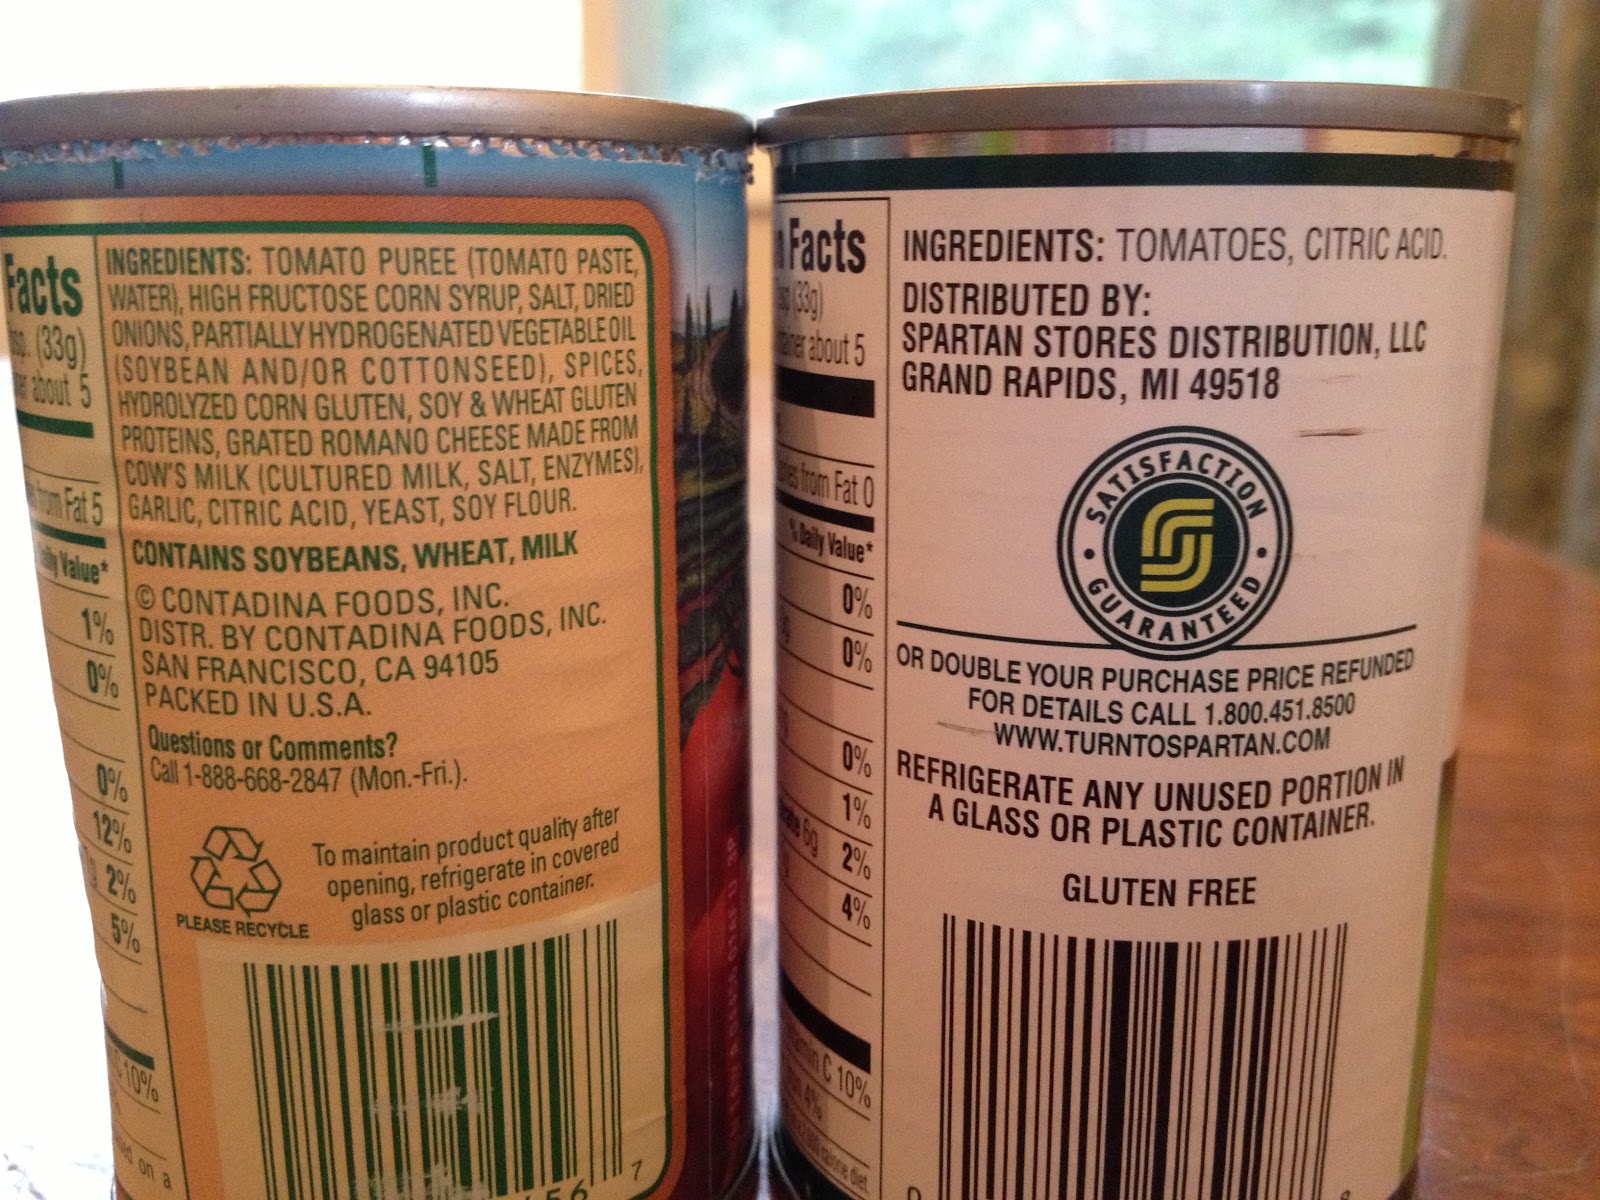 Facts
(33g)
about 5
from Fat 5
Value*
1%
0%
0%
12%
2%
5%
C 10%
on a
INGREDIENTS: TOMATO PUREE (TOMATO PASTE,
WATER), HIGH FRUCTOSE CORN SYRUP, SALT, DRIED
ONIONS, PARTIALLY HYDROGENATED VEGETABLE OIL
(SOYBEAN AND/OR COTTONSEED), SPICES,
HYDROLYZED CORN GLUTEN, SOY & WHEAT GLUTEN
PROTEINS, GRATED ROMANO CHEESE MADE FROM
COW'S MILK (CULTURED MILK, SALT, ENZYMES),
GARLIC, CITRIC ACID, YEAST, SOY FLOUR.
CONTAINS SOYBEANS, WHEAT, MILK
© CONTADINA FOODS, INC.
DISTR. BY CONTADINA FOODS, INC.
SAN FRANCISCO, CA 94105
PACKED IN U.S.A.
Questions or Comments?
Call 1-888-668-2847 (Mon.-Fri.).
To maintain product quality after
opening, refrigerate in covered
glass or plastic container.
PLEASE RECYCLE
7
Facts
(33g)
about 5
from Fat 0
% Daily Value*
0%
0%
0%
1%
6g 2%
4%
C 10%
4%
calorie diet.
INGREDIENTS: TOMATOES, CITRIC ACID.
DISTRIBUTED BY:
SPARTAN STORES DISTRIBUTION, LLC
GRAND RAPIDS, MI 49518
SATISFACTION
GUARANTEED
OR DOUBLE YOUR PURCHASE PRICE REFUNDED
FOR DETAILS CALL 1.800.451.8500
WWW.TURNTOSPARTAN.COM
REFRIGERATE ANY UNUSED PORTION IN
A GLASS OR PLASTIC CONTAINER.
GLUTEN FREE